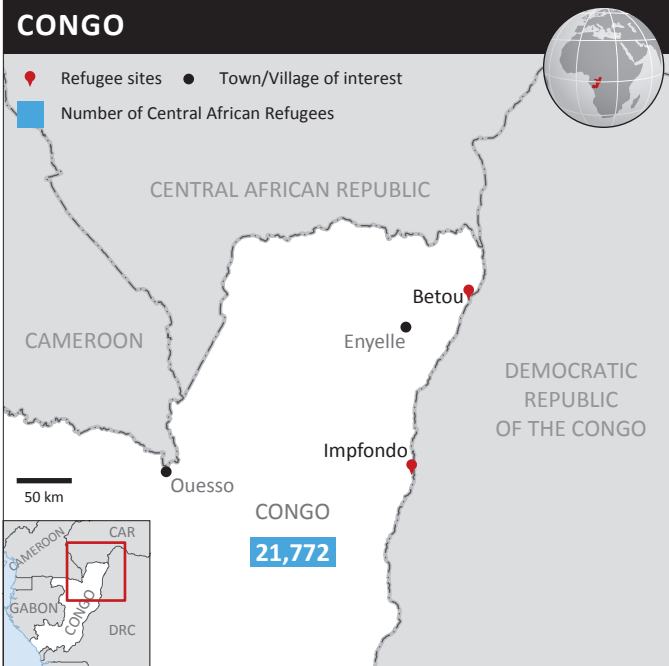 CONGO
Refugee sites
Town/Village of interest
Number of Central African Refugees
CENTRAL AFRICAN REPUBLIC
Betou
Enyelle
CAMEROON
DEMOCRATIC
REPUBLIC
OF THE CONGO
Impfondo
Ouesso
50 km
CONGO
21,772
CAMEROON
CAR
GABON
CONGO
DRC